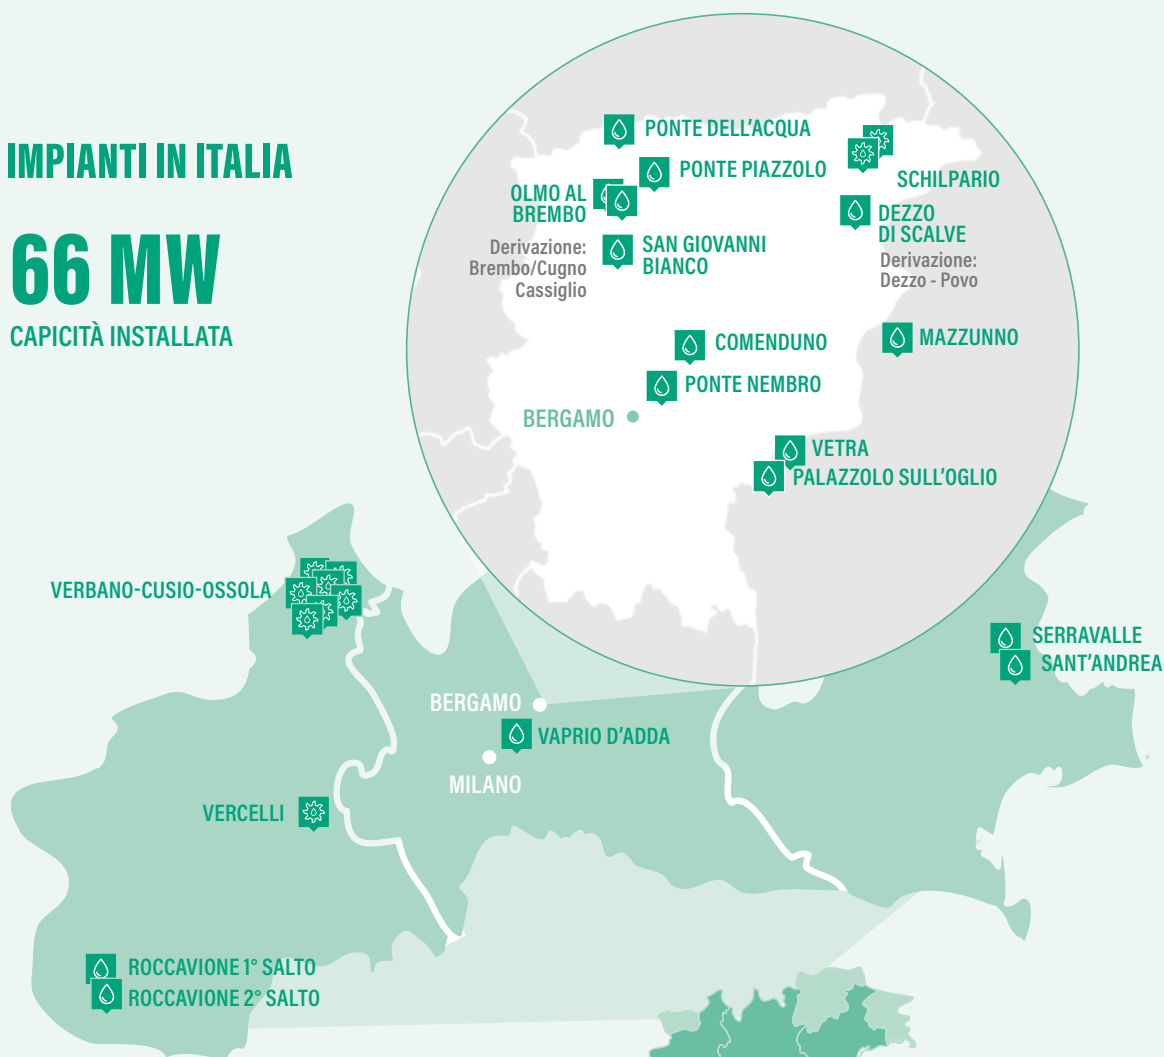 IMPIANTI IN ITALIA
66 MW
CAPICITÀ INSTALLATA
PONTE DELL'ACQUA
PONTE PIAZZOLO
OLMO AL
BREMBO
Derivazione:
Brembo/Cugno
Cassiglio
SAN GIOVANNI
BIANCO
SCHILPARIO
DEZZO
DI SCALVE
Derivazione:
Dezzo - Povo
MAZZUNNO
COMENDUNO
PONTE NEMBRO
BERGAMO
VETRA
PALAZZOLO SULL'OGLIO
VERBANO-CUSIO-OSSOLA
SERRAVALLE
SANT'ANDREA
BERGAMO
VAPRIO D'ADDA
MILANO
VERCELLI
ROCCAVIONE 1° SALTO
ROCCAVIONE 2° SALTO